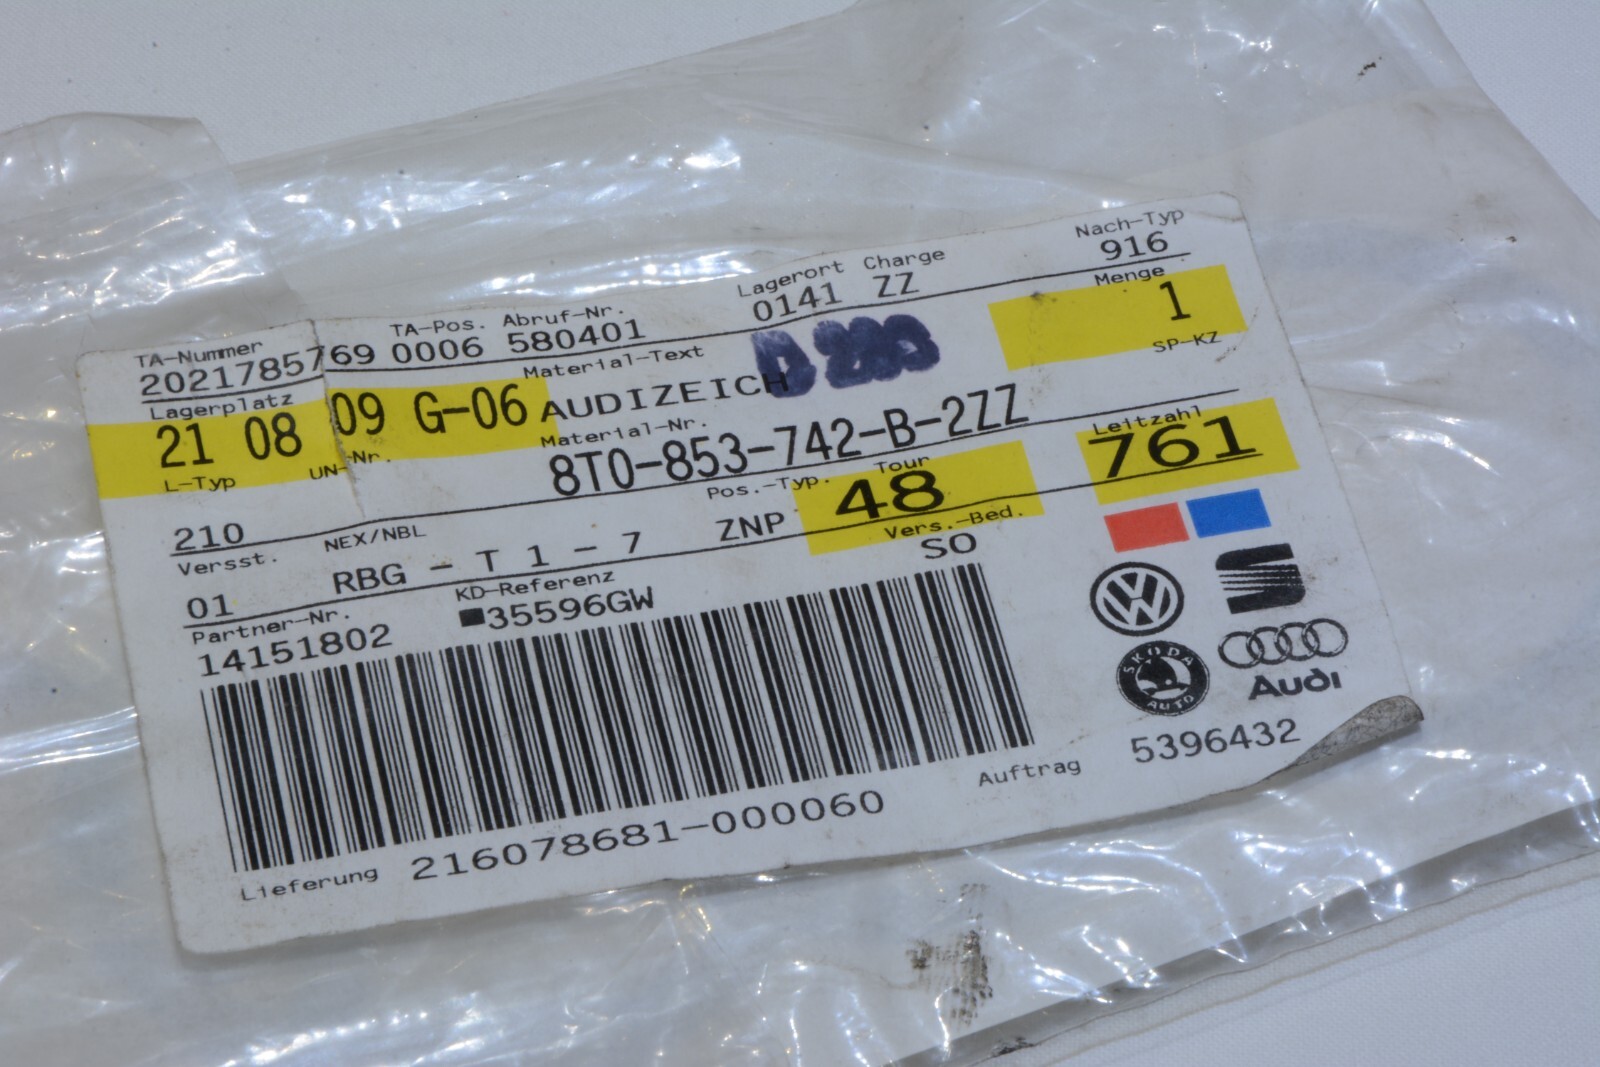 TA-Nummer TA-Pos. Abruf-Nr. Lagerort Charge Nach-Typ
2021785769 0006 580401 0141 ZZ 916
Lagerplatz Material-Text Menge
21 08 09 G-06 AUDIZEICH 1
L-Typ UN-Nr. Material-Nr. SP-KZ
210 8T0-853-742-B-2ZZ
Versst. NEX/NBL Pos.-Typ. Tour Leitzahl
01 RBG - T 1 - 7 ZNP 48 761
Partner-Nr. KD-Referenz Vers.-Bed.
14151802 ■35596GW SO
SKODA
AUTO
Audi
Lieferung 216078681-000060 Auftrag 5396432